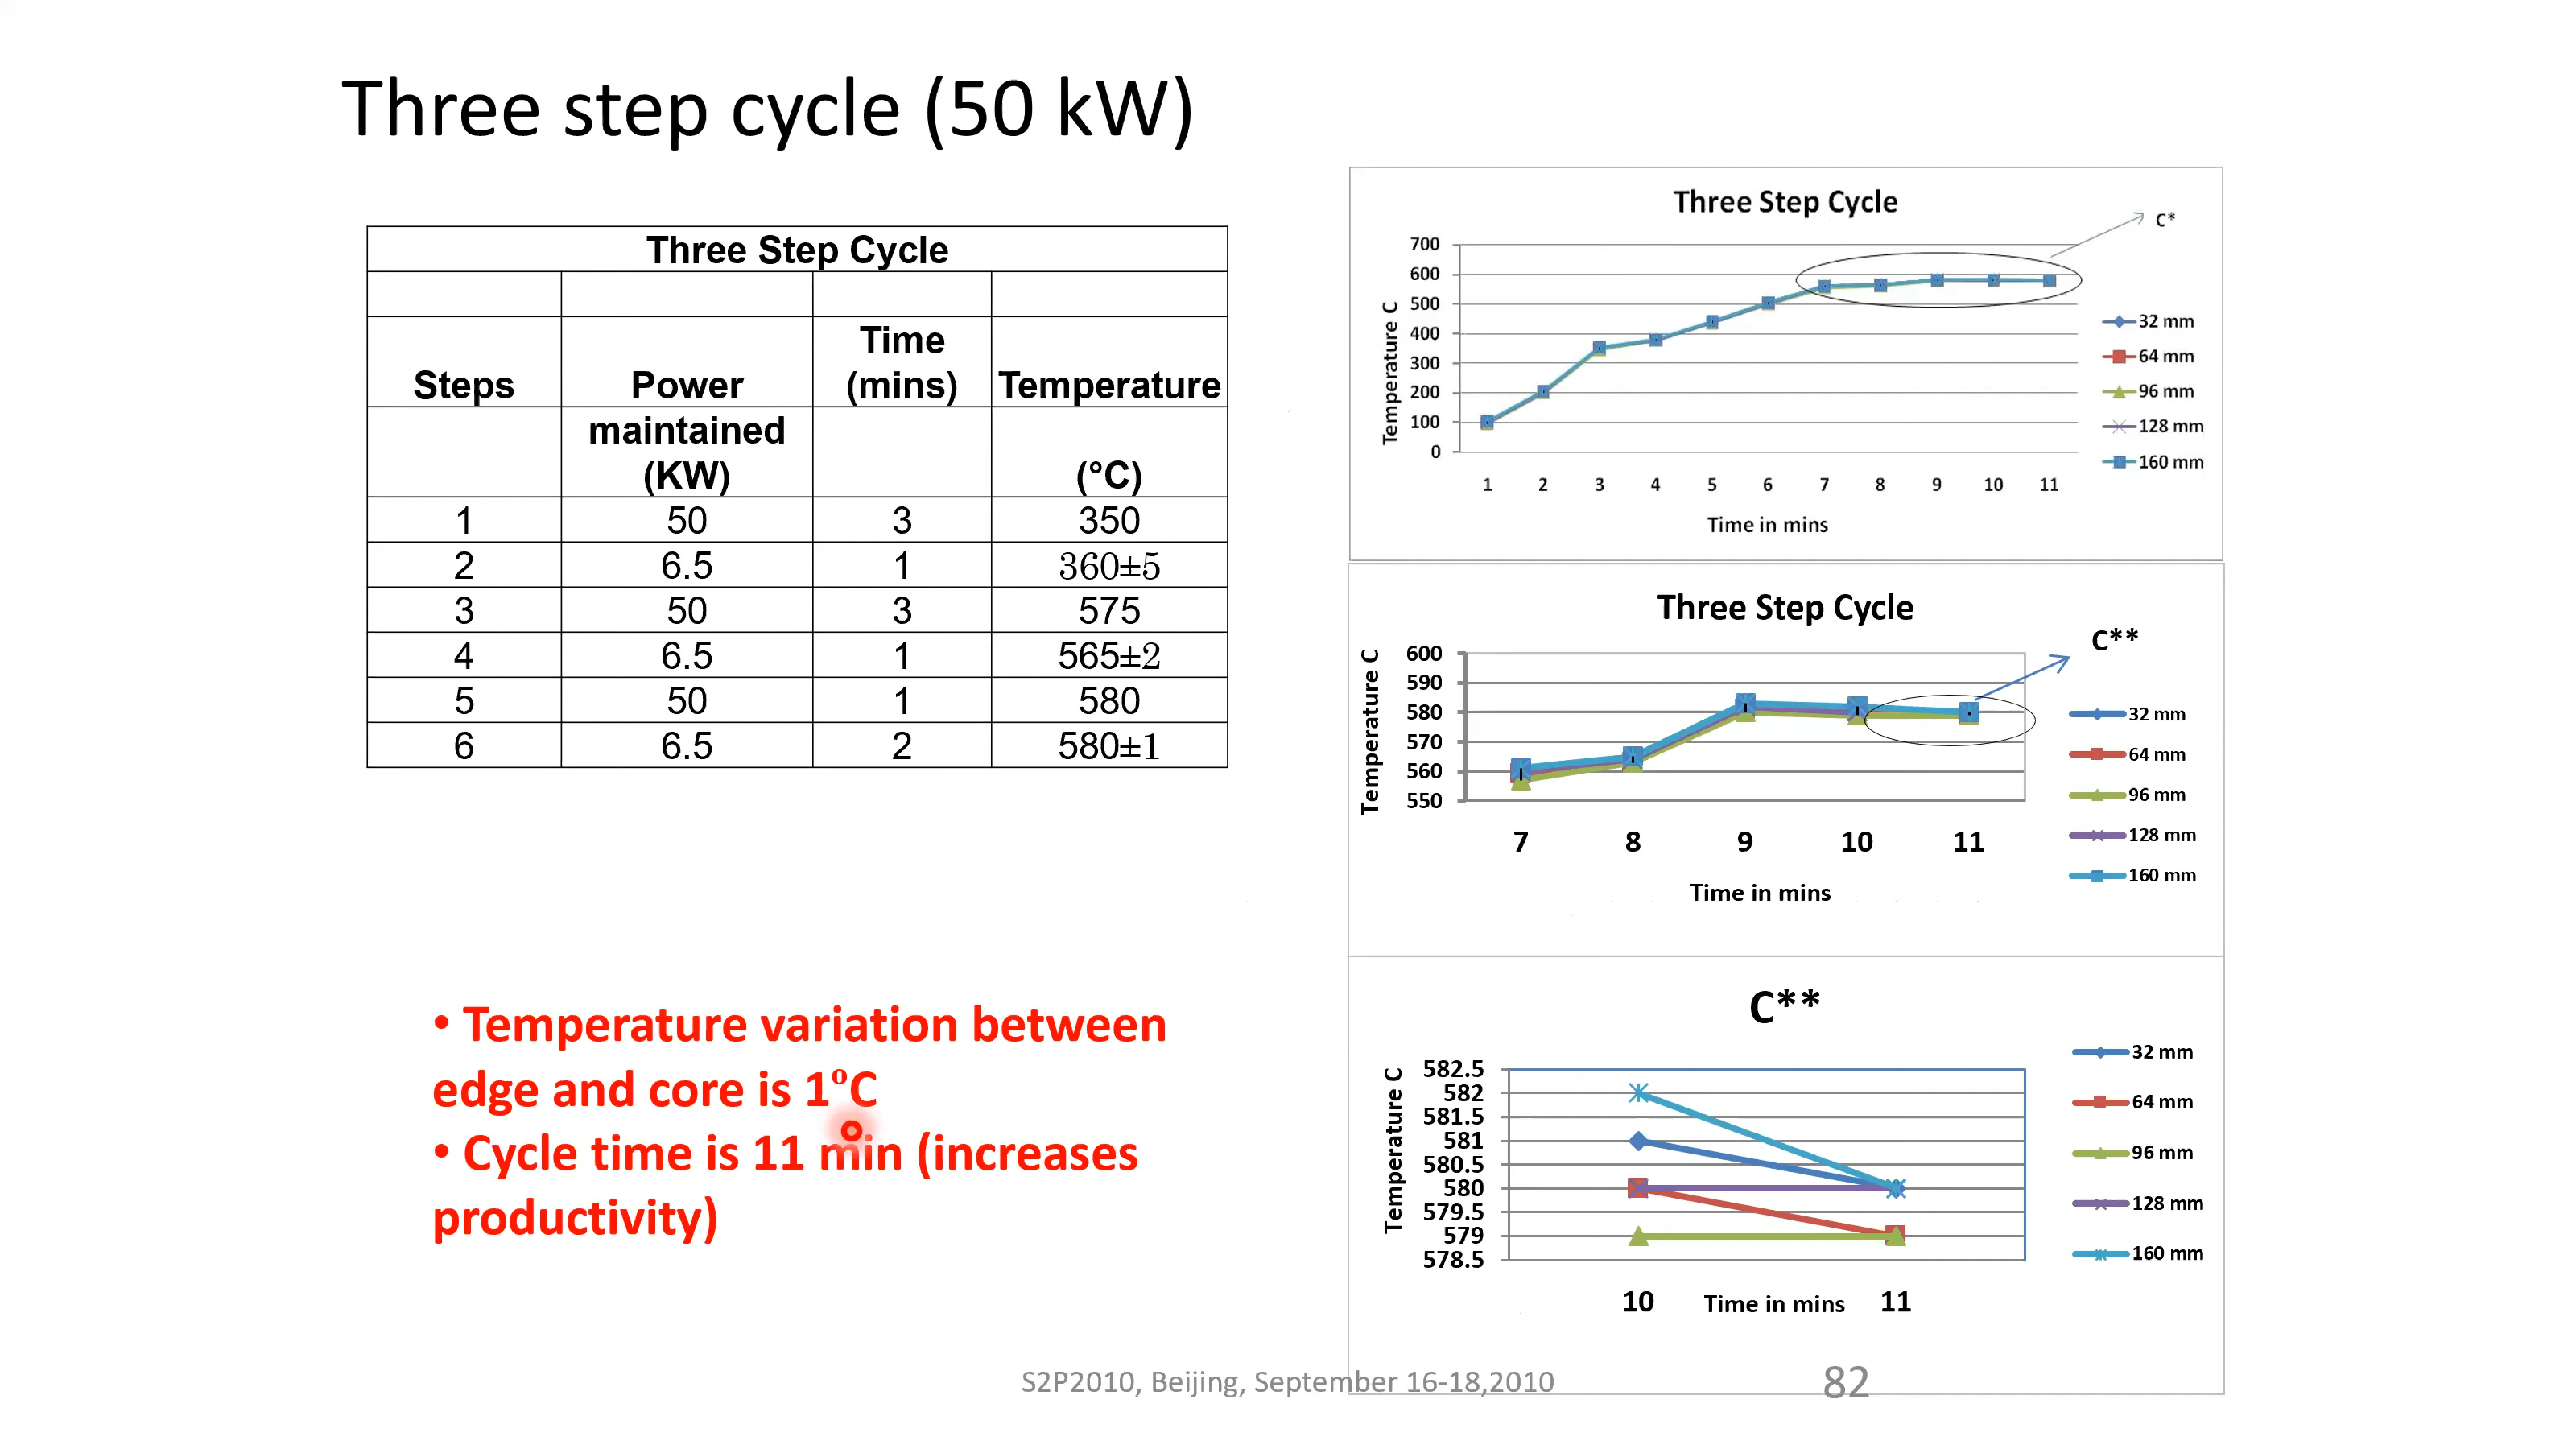 Three step cycle (50 kW)
Three Step Cycle
Steps Power Time (mins) Temperature
maintained (KW) (°C)
1 50 3 350
2 6.5 1 360±5
3 50 3 575
4 6.5 1 565±2
5 50 1 580
6 6.5 2 580±1
• Temperature variation between
edge and core is 1°C
• Cycle time is 11 min (increases
productivity)
Three Step Cycle
C*
Temperature C
700
600
500
400
300
200
100
0
1 2 3 4 5 6 7 8 9 10 11
Time in mins
32 mm
64 mm
96 mm
128 mm
160 mm
Three Step Cycle
C**
Temperature C
600
590
580
570
560
550
7 8 9 10 11
Time in mins
32 mm
64 mm
96 mm
128 mm
160 mm
C**
Temperature C
582.5
582
581.5
581
580.5
580
579.5
579
578.5
10 Time in mins 11
32 mm
64 mm
96 mm
128 mm
160 mm
S2P2010, Beijing, September 16-18,2010
82